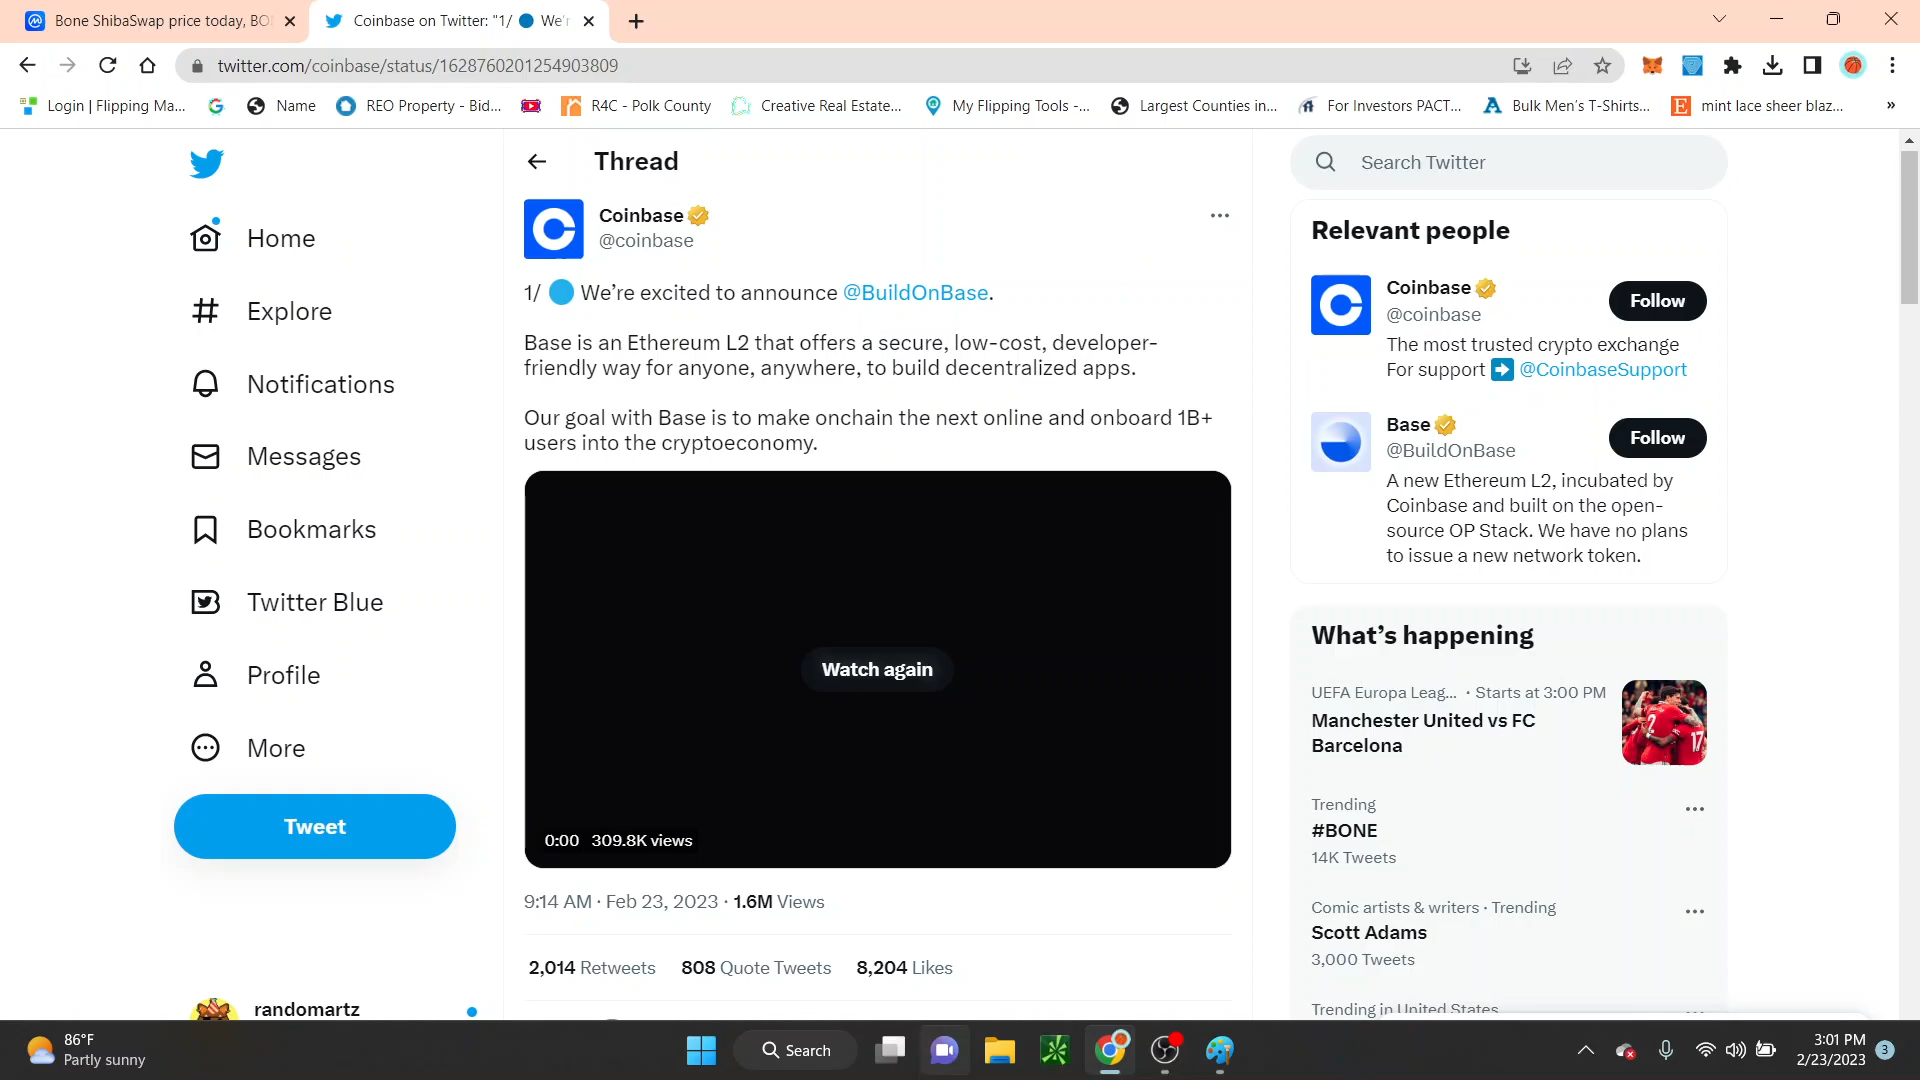 Bone ShibaSwap price today, BO
Coinbase on Twitter: "1/ 🔵 We'r
twitter.com/coinbase/status/1628760201254903809
Login | Flipping Ma...
Name
REO Property - Bid...
R4C - Polk County
Creative Real Estate...
My Flipping Tools -...
Largest Counties in...
For Investors PACT...
Bulk Men's T-Shirts...
mint lace sheer blaz...
»
Home
Explore
Notifications
Messages
Bookmarks
Twitter Blue
Profile
More
Tweet
randomartz
Thread
Coinbase
@coinbase
1/ 🔵 We’re excited to announce @BuildOnBase.
Base is an Ethereum L2 that offers a secure, low-cost, developer-
friendly way for anyone, anywhere, to build decentralized apps.
Our goal with Base is to make onchain the next online and onboard 1B+
users into the cryptoeconomy.
Watch again
0:00 309.8K views
9:14 AM · Feb 23, 2023 · 1.6M Views
2,014 Retweets 808 Quote Tweets 8,204 Likes
Search Twitter
Relevant people
Coinbase
@coinbase
Follow
The most trusted crypto exchange
For support ➡️ @CoinbaseSupport
Base
@BuildOnBase
Follow
A new Ethereum L2, incubated by
Coinbase and built on the open-
source OP Stack. We have no plans
to issue a new network token.
What’s happening
UEFA Europa Leag... · Starts at 3:00 PM
Manchester United vs FC
Barcelona
Trending
#BONE
14K Tweets
Comic artists & writers · Trending
Scott Adams
3,000 Tweets
Trending in United States
86°F
Partly sunny
Search
3:01 PM
2/23/2023
3